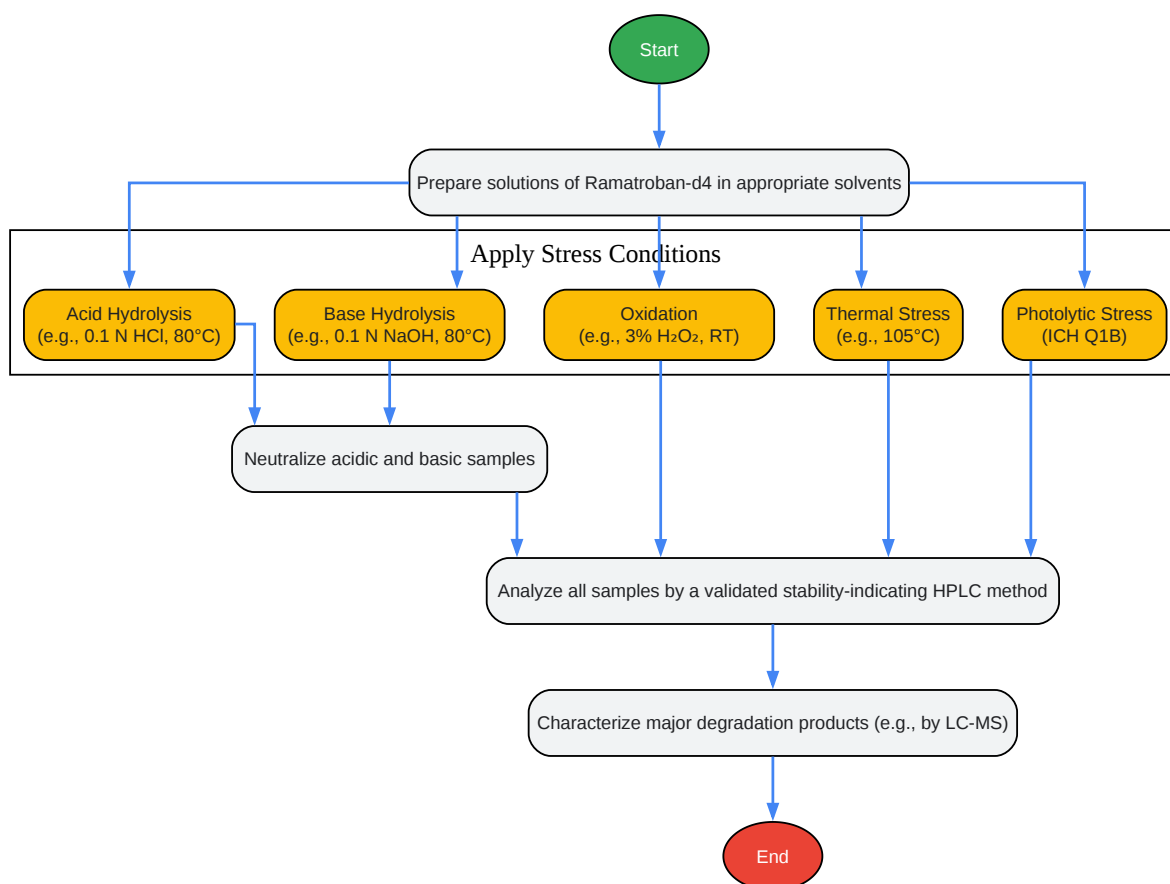 Start
Prepare solutions of Ramatroban-d4 in appropriate solvents
Apply Stress Conditions
Acid Hydrolysis
(e.g., 0.1 N HCl, 80°C)
Base Hydrolysis
(e.g., 0.1 N NaOH, 80°C)
Oxidation
(e.g., 3% H₂O₂, RT)
Thermal Stress
(e.g., 105°C)
Photolytic Stress
(ICH Q1B)
Neutralize acidic and basic samples
Analyze all samples by a validated stability-indicating HPLC method
Characterize major degradation products (e.g., by LC-MS)
End